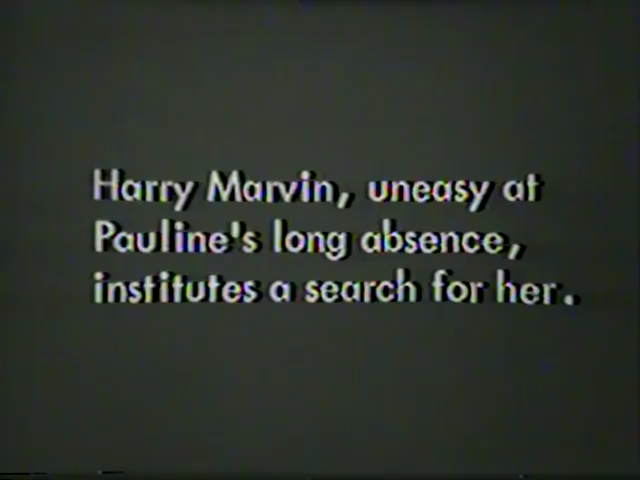 Harry Marvin, uneasy at
Pauline's long absence,
institutes a search for her.